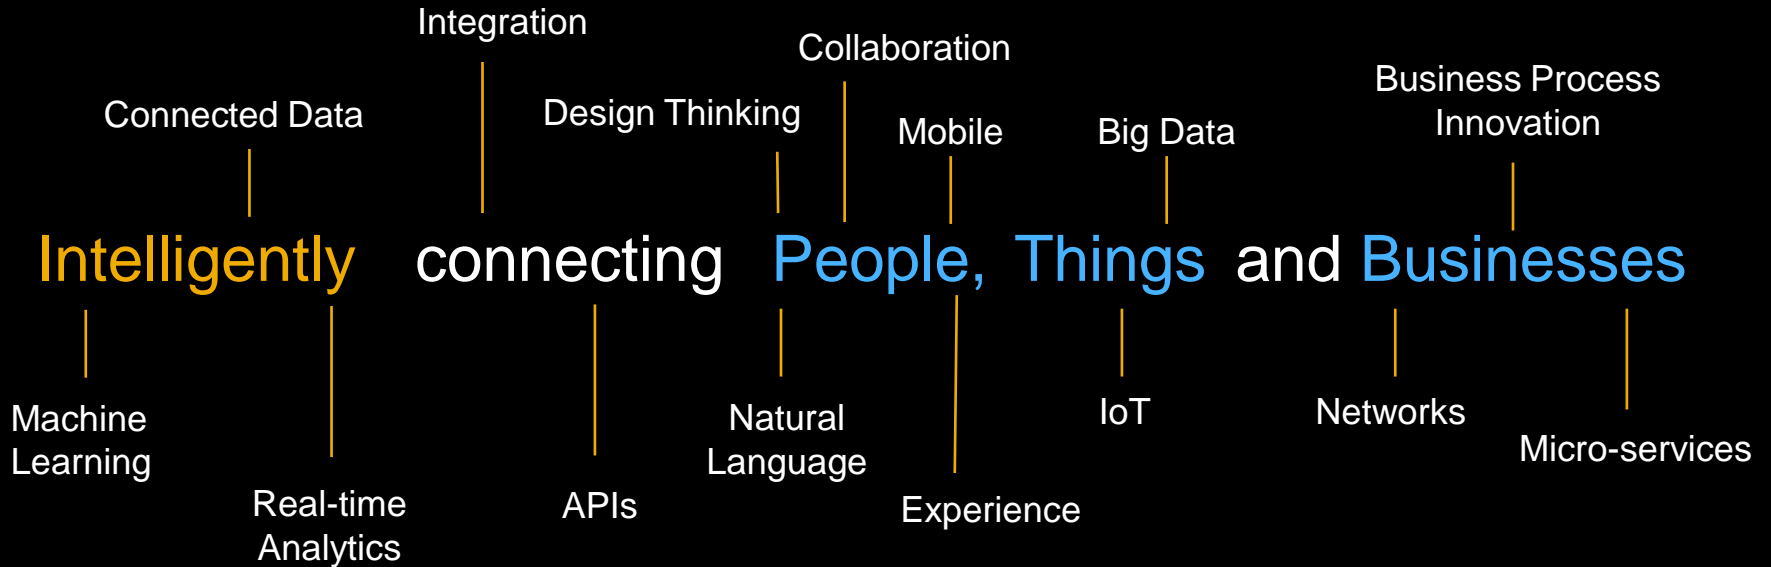 Integration
Collaboration
Business Process
Innovation
Connected Data
Design Thinking
Mobile
Big Data
Intelligently connecting People, Things and Businesses
Machine
Learning
Natural
Language
IoT
Networks
Micro-services
Real-time
Analytics
APIs
Experience